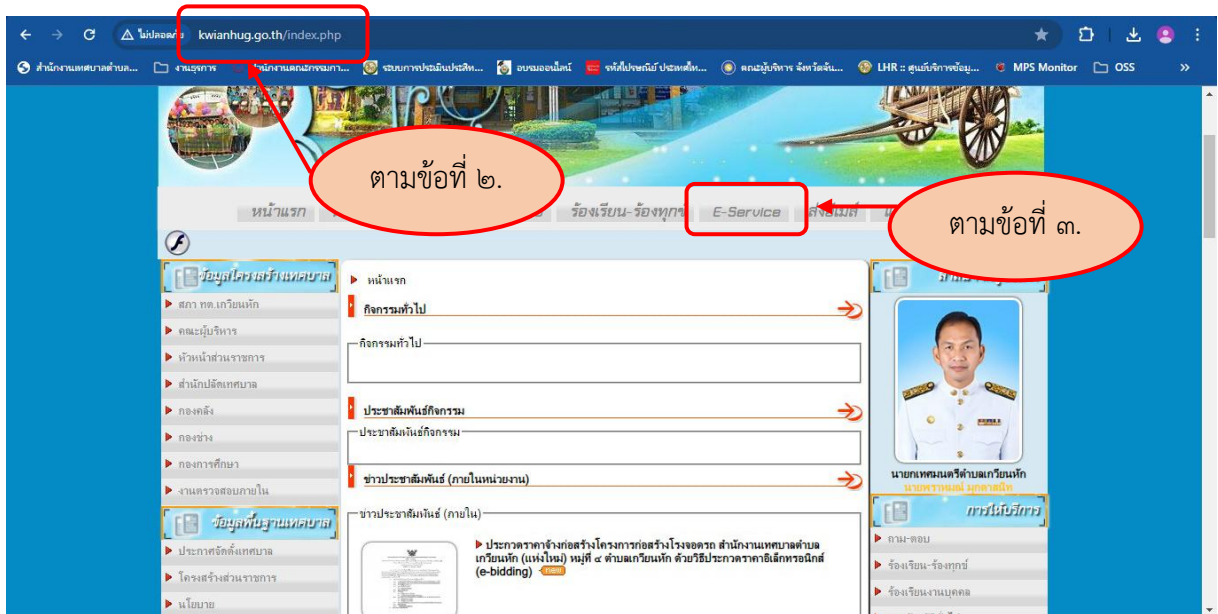 ไม่ปลอดภัย kwianhug.go.th/index.php
สำนักงานเทศบาลตำบล... งานธุรการ สำนักงานคณะกรรมกา... ระบบการประเมินประสิท... อบรมออนไลน์ รหัสไปรษณีย์ ประเทศไท... คณะผู้บริหาร จังหวัดจัน... LHR :: ศูนย์บริการข้อมู... MPS Monitor OSS
ตามข้อที่ ๒.
หน้าแรก ร้องเรียน-ร้องทุกข์ E-Service
ตามข้อที่ ๓.
ข้อมูลโครงสร้างเทศบาล
สภา ทต.เกวียนหัก
คณะผู้บริหาร
หัวหน้าส่วนราชการ
สำนักปลัดเทศบาล
กองคลัง
กองช่าง
กองการศึกษา
งานตรวจสอบภายใน
ข้อมูลพื้นฐานเทศบาล
ประกาศจัดตั้งเทศบาล
โครงสร้างส่วนราชการ
นโยบาย
หน้าแรก
กิจกรรมทั่วไป
กิจกรรมทั่วไป
ประชาสัมพันธ์กิจกรรม
ประชาสัมพันธ์กิจกรรม
ข่าวประชาสัมพันธ์ (ภายในหน่วยงาน)
ข่าวประชาสัมพันธ์ (ภายใน)
ประกวดราคาจ้างก่อสร้างโครงการก่อสร้างโรงจอดรถ สำนักงานเทศบาลตำบล
เกวียนหัก (แห่งใหม่) หมู่ที่ ๔ ตำบลเกวียนหัก ด้วยวิธีประกวดราคาอิเล็กทรอนิกส์
(e-bidding) new
นายกเทศมนตรีตำบลเกวียนหัก
การให้บริการ
ถาม-ตอบ
ร้องเรียน-ร้องทุกข์
ร้องเรียนงานบุคคล